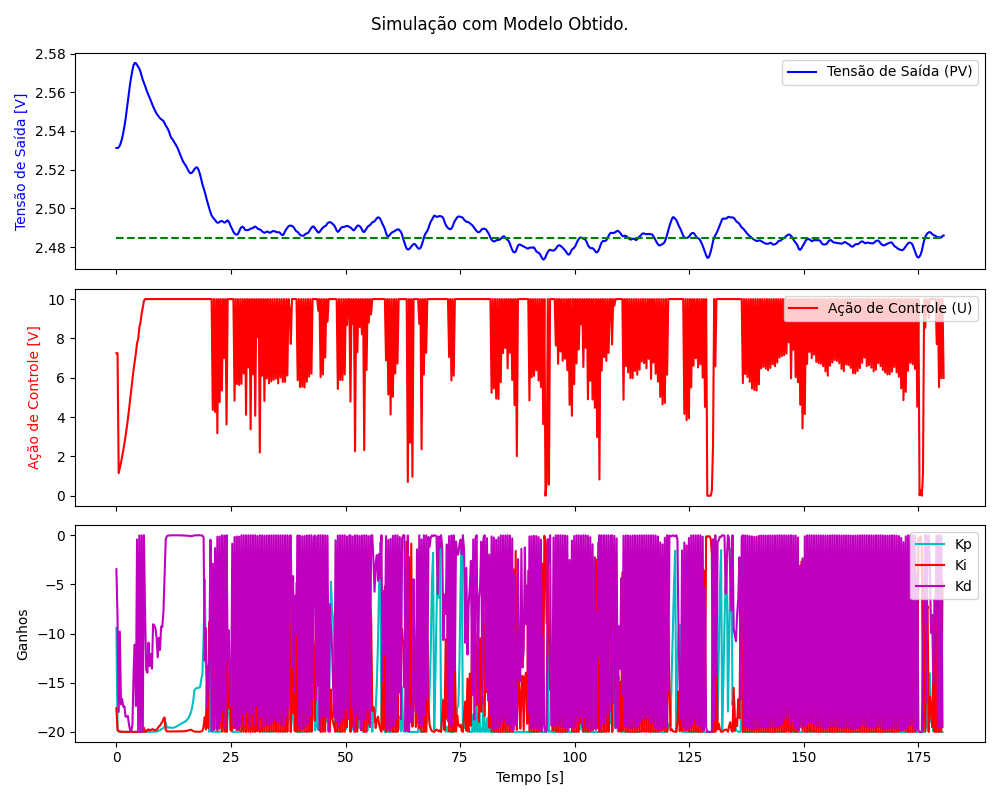 Simulação com Modelo Obtido.
2.58
2.56
2.54
2.52
2.50
2.48
Tensão de Saída [V]
Tensão de Saída (PV)
10
8
6
4
2
0
Ação de Controle [V]
Ação de Controle (U)
0
−5
−10
−15
−20
Ganhos
Kp
Ki
Kd
0
25
50
75
100
125
150
175
Tempo [s]